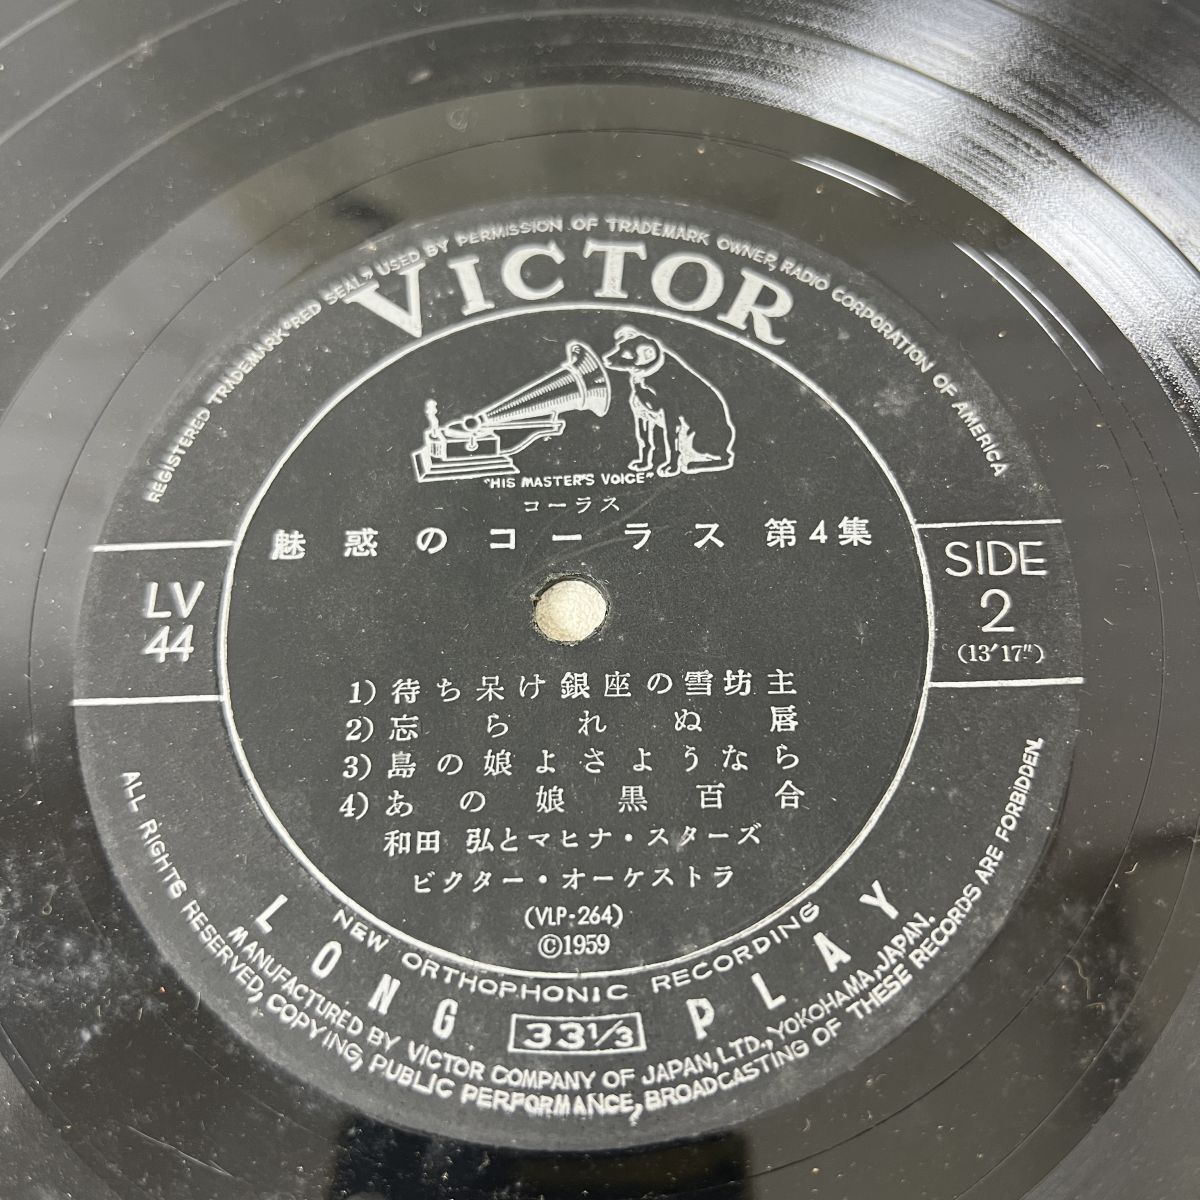 REGISTERED TRADEMARK "RED SEAL" USED BY PERMISSION OF TRADEMARK OWNER, RADIO CORPORATION OF AMERICA
VICTOR
"HIS MASTER'S VOICE"
コーラス
魅惑のコーラス 第4集
LV
44
SIDE
2
(13′17″)
1) 待ち呆け銀座の雪坊主
2) 忘られぬ唇
3) 島の娘よさようなら
4) あの娘黒百合
和田 弘とマヒナ・スターズ
ビクター・オーケストラ
(VLP-264)
©1959
NEW ORTHOPHONIC RECORDING
LONG PLAY
33 1/3
MANUFACTURED BY VICTOR COMPANY OF JAPAN, LTD., YOKOHAMA, JAPAN.
ALL RIGHTS RESERVED, COPYING, PUBLIC PERFORMANCE, BROADCASTING OF THESE RECORDS ARE FORBIDDEN.